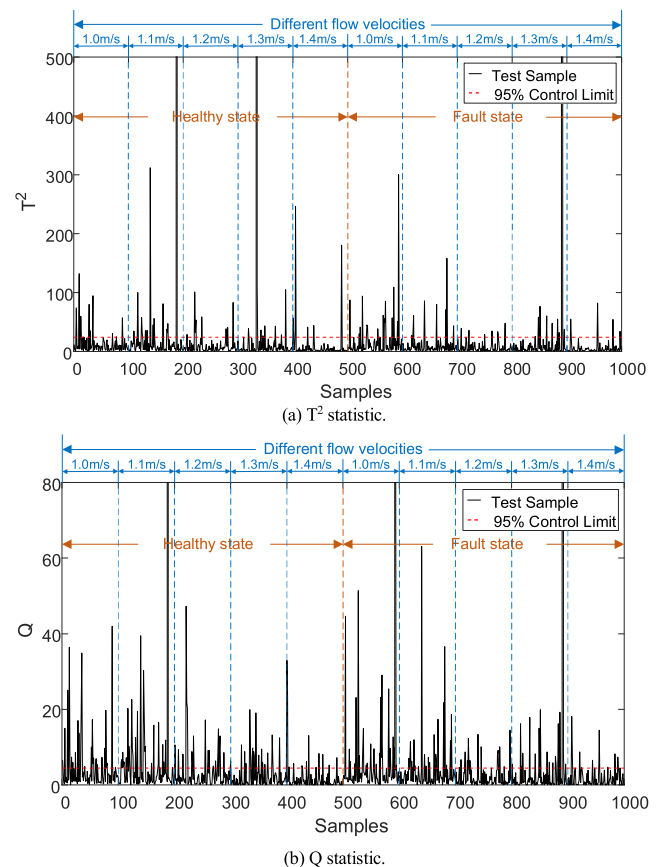 Different flow velocities
1.0m/s 1.1m/s 1.2m/s 1.3m/s 1.4m/s 1.0m/s 1.1m/s 1.2m/s 1.3m/s 1.4m/s
500
Test Sample
95% Control Limit
400
Healthy state Fault state
300
T²
200
100
0
0 100 200 300 400 500 600 700 800 900 1000
Samples
(a) T² statistic.
Different flow velocities
1.0m/s 1.1m/s 1.2m/s 1.3m/s 1.4m/s 1.0m/s 1.1m/s 1.2m/s 1.3m/s 1.4m/s
80
Test Sample
95% Control Limit
Healthy state Fault state
60
Q
40
20
0
0 100 200 300 400 500 600 700 800 900 1000
Samples
(b) Q statistic.